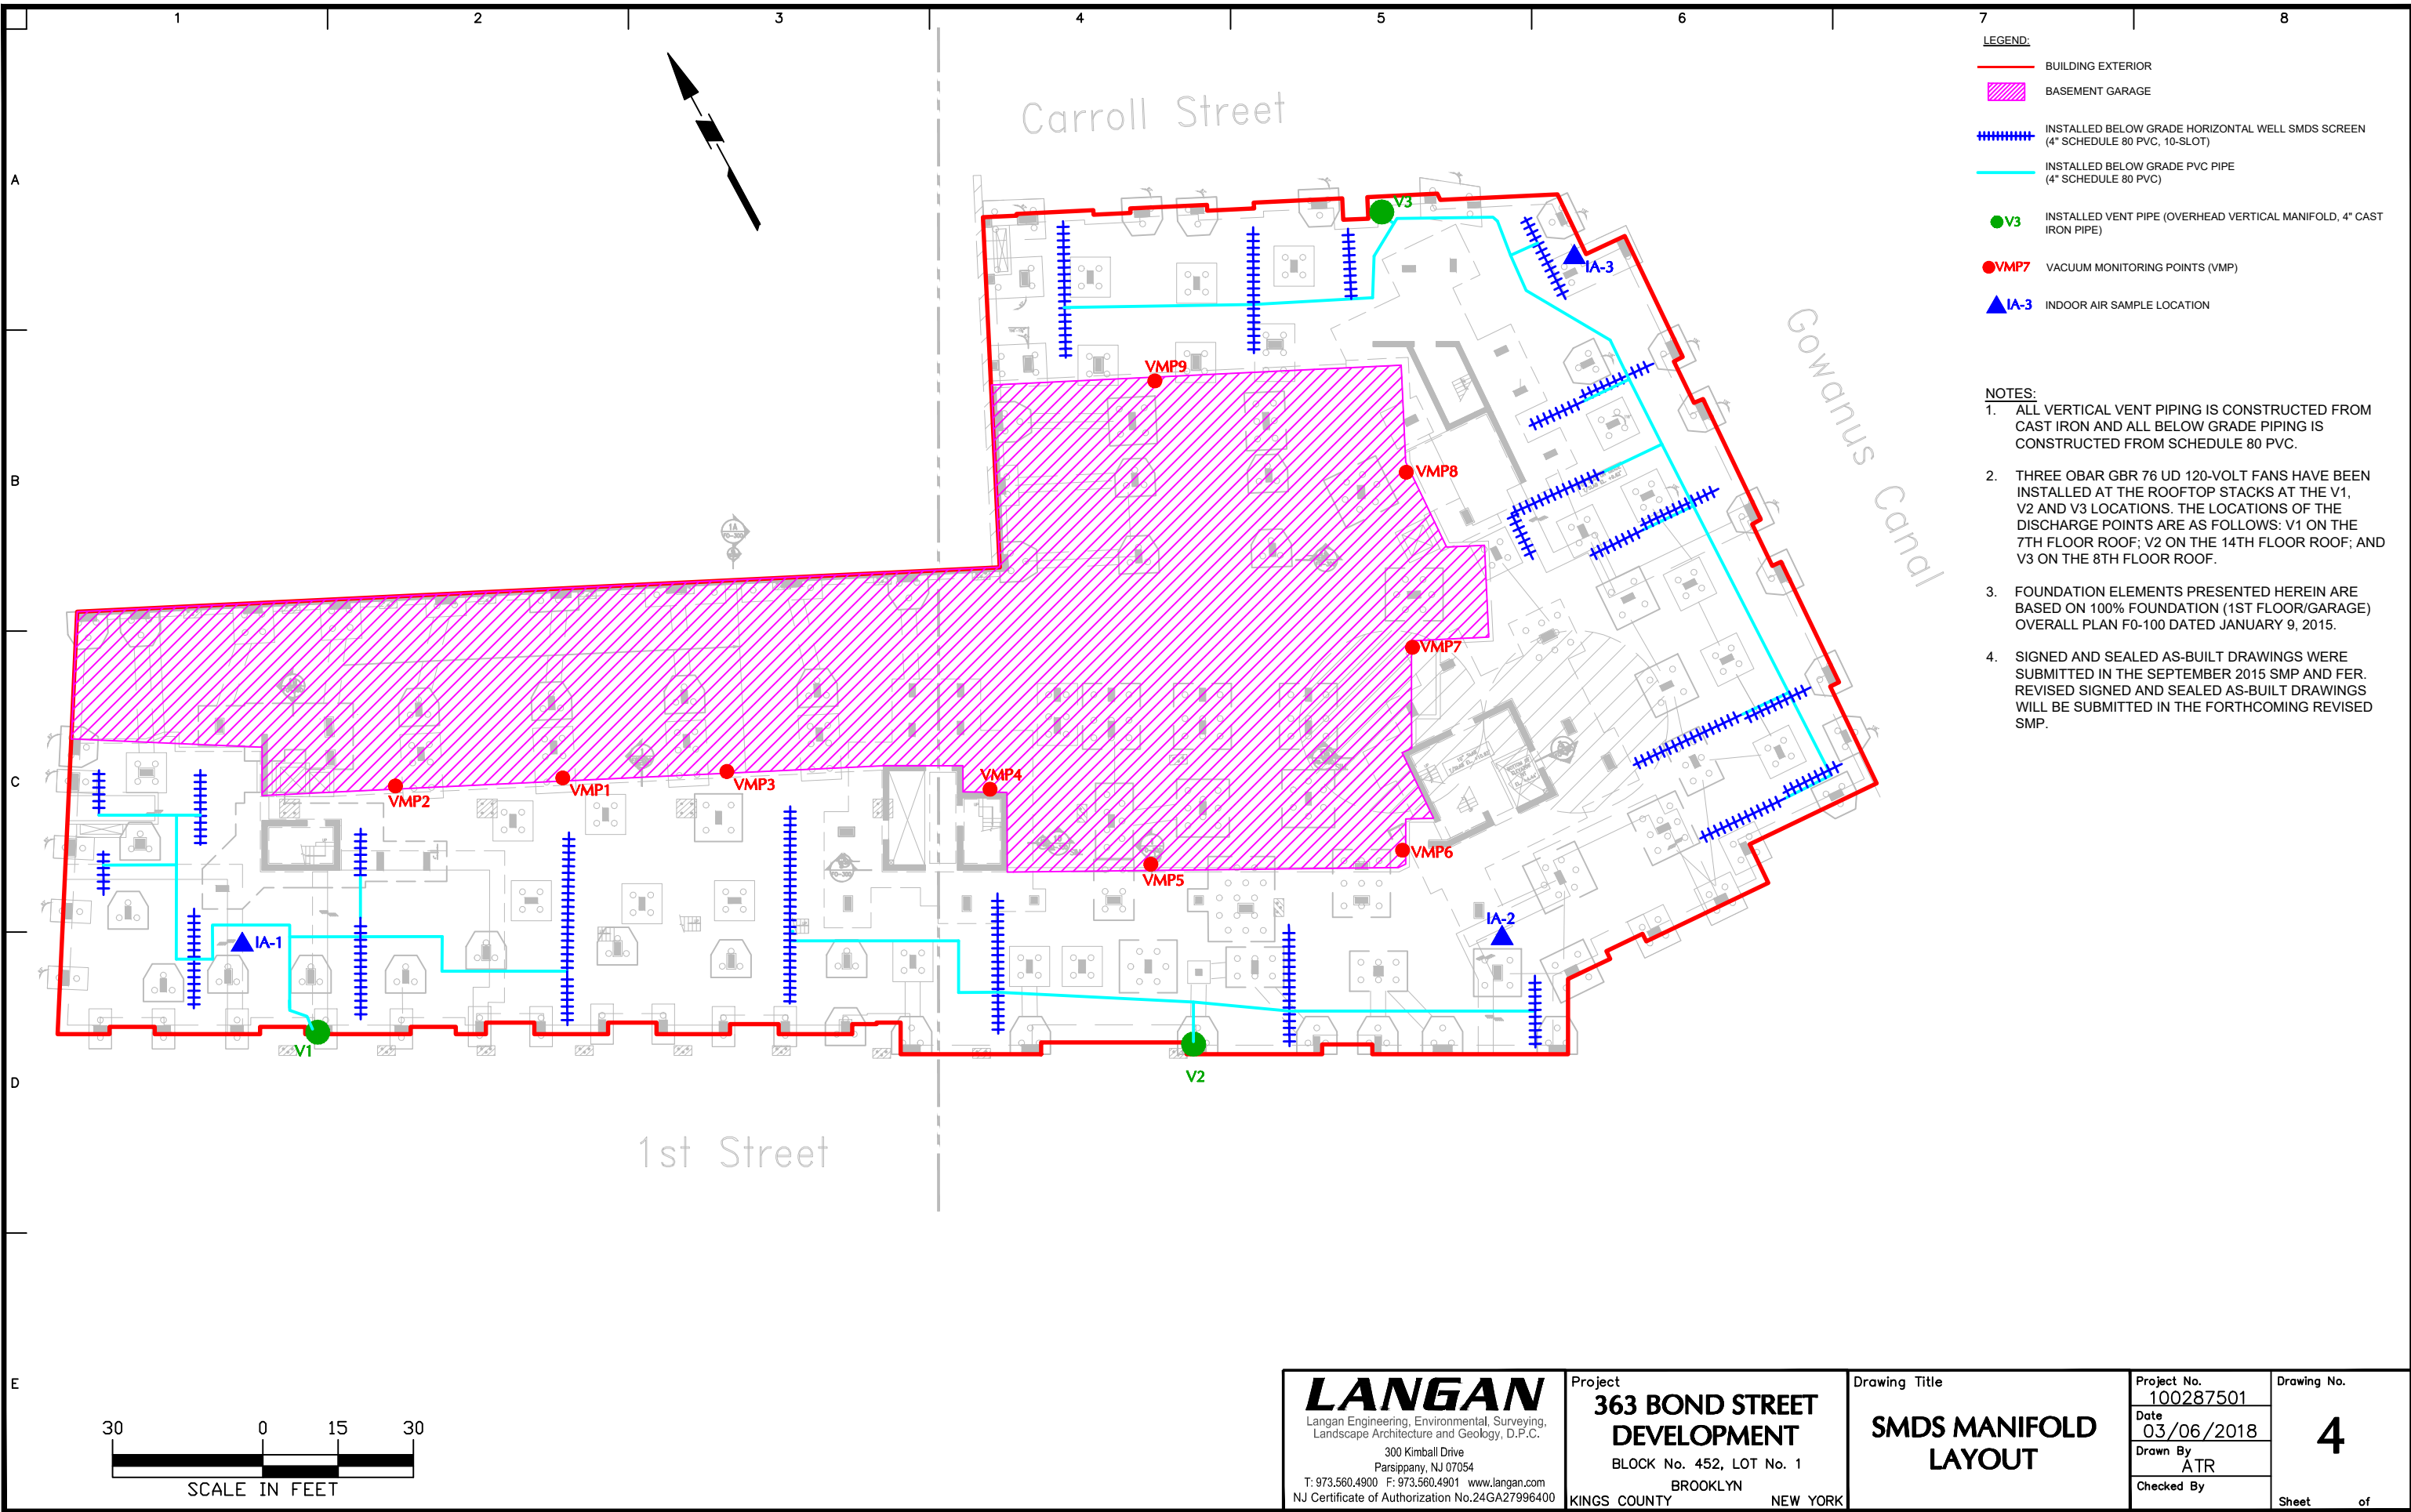 1 2 3 4 5 6 7 8
A
B
C
D
E
Carroll Street
Gowanus Canal
1st Street
V3
IA-3
VMP9
VMP8
VMP7
VMP4
VMP3
VMP1
VMP2
VMP6
VMP5
IA-1
IA-2
V1
V2
1A
FO-300
LEGEND:
BUILDING EXTERIOR
BASEMENT GARAGE
INSTALLED BELOW GRADE HORIZONTAL WELL SMDS SCREEN
(4" SCHEDULE 80 PVC, 10-SLOT)
INSTALLED BELOW GRADE PVC PIPE
(4" SCHEDULE 80 PVC)
V3 INSTALLED VENT PIPE (OVERHEAD VERTICAL MANIFOLD, 4" CAST
IRON PIPE)
VMP7 VACUUM MONITORING POINTS (VMP)
IA-3 INDOOR AIR SAMPLE LOCATION
NOTES:
1. ALL VERTICAL VENT PIPING IS CONSTRUCTED FROM
CAST IRON AND ALL BELOW GRADE PIPING IS
CONSTRUCTED FROM SCHEDULE 80 PVC.
2. THREE OBAR GBR 76 UD 120-VOLT FANS HAVE BEEN
INSTALLED AT THE ROOFTOP STACKS AT THE V1,
V2 AND V3 LOCATIONS. THE LOCATIONS OF THE
DISCHARGE POINTS ARE AS FOLLOWS: V1 ON THE
7TH FLOOR ROOF; V2 ON THE 14TH FLOOR ROOF; AND
V3 ON THE 8TH FLOOR ROOF.
3. FOUNDATION ELEMENTS PRESENTED HEREIN ARE
BASED ON 100% FOUNDATION (1ST FLOOR/GARAGE)
OVERALL PLAN F0-100 DATED JANUARY 9, 2015.
4. SIGNED AND SEALED AS-BUILT DRAWINGS WERE
SUBMITTED IN THE SEPTEMBER 2015 SMP AND FER.
REVISED SIGNED AND SEALED AS-BUILT DRAWINGS
WILL BE SUBMITTED IN THE FORTHCOMING REVISED
SMP.
30 0 15 30
SCALE IN FEET
LANGAN
Langan Engineering, Environmental, Surveying,
Landscape Architecture and Geology, D.P.C.
300 Kimball Drive
Parsippany, NJ 07054
T: 973.560.4900 F: 973.560.4901 www.langan.com
NJ Certificate of Authorization No.24GA27996400
Project
363 BOND STREET
DEVELOPMENT
BLOCK No. 452, LOT No. 1
BROOKLYN
KINGS COUNTY NEW YORK
Drawing Title
SMDS MANIFOLD
LAYOUT
Project No.
100287501
Date
03/06/2018
Drawn By
ATR
Checked By
Drawing No.
4
Sheet of